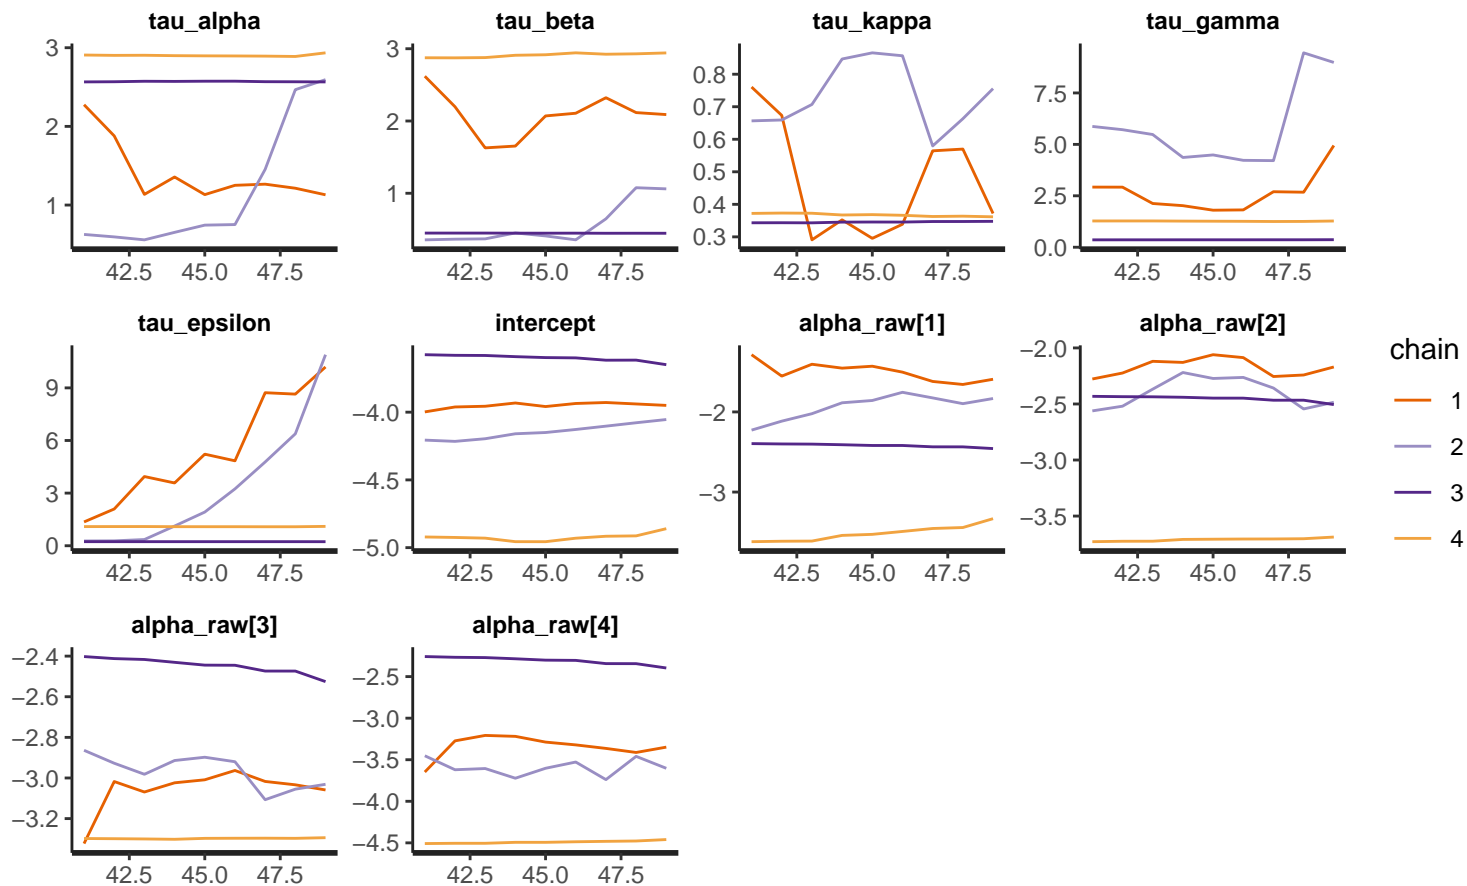 tau_alpha
3
2
1
42.5 45.0 47.5
tau_beta
3
2
1
42.5 45.0 47.5
tau_kappa
0.8
0.7
0.6
0.5
0.4
0.3
42.5 45.0 47.5
tau_gamma
7.5
5.0
2.5
0.0
42.5 45.0 47.5
tau_epsilon
9
6
3
0
42.5 45.0 47.5
intercept
−4.0
−4.5
−5.0
42.5 45.0 47.5
alpha_raw[1]
−2
−3
42.5 45.0 47.5
alpha_raw[2]
−2.0
−2.5
−3.0
−3.5
42.5 45.0 47.5
chain
1
2
3
4
alpha_raw[3]
−2.4
−2.6
−2.8
−3.0
−3.2
42.5 45.0 47.5
alpha_raw[4]
−2.5
−3.0
−3.5
−4.0
−4.5
42.5 45.0 47.5